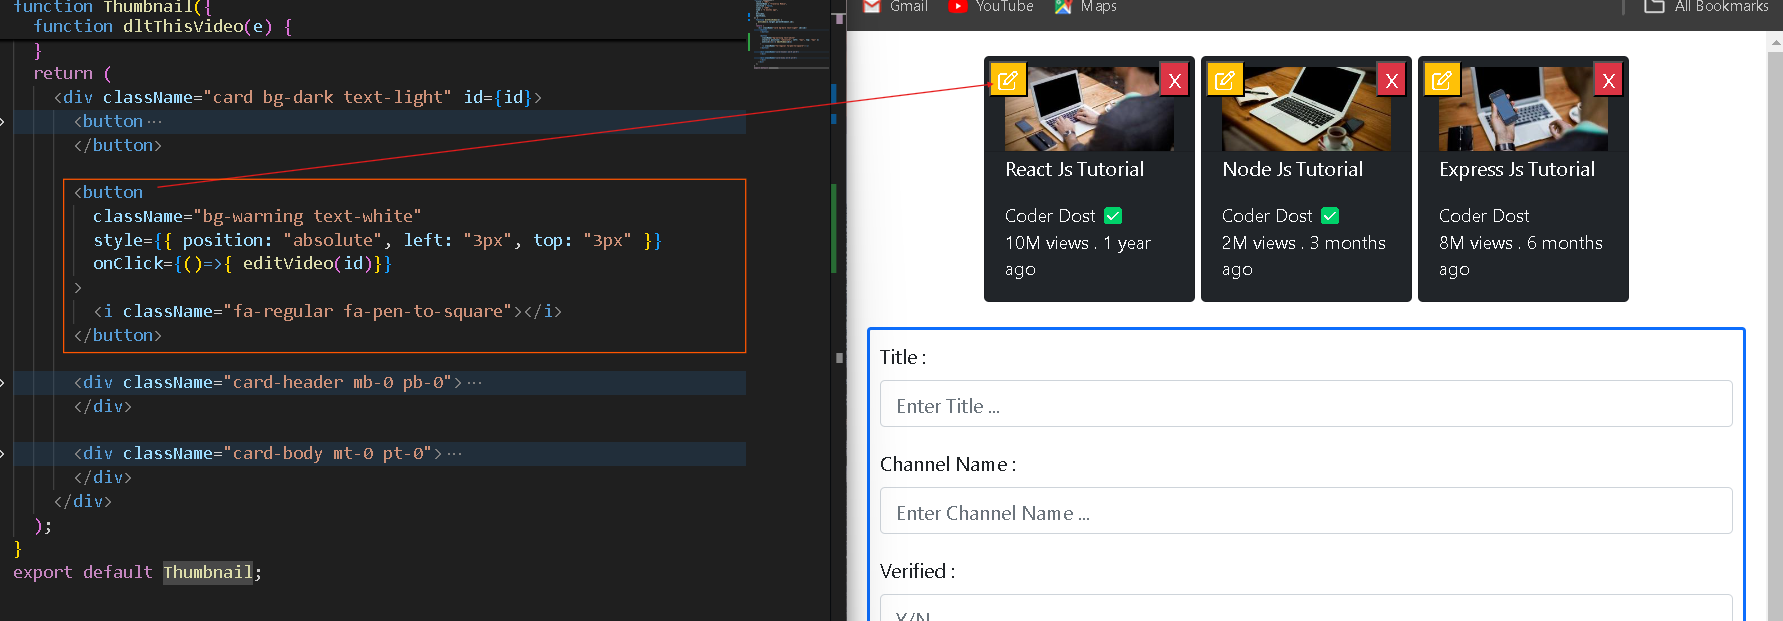 function Thumbnail({
function dltThisVideo(e) {
}
return (
<div className="card bg-dark text-light" id={id}>
<button ...
</button>
<button
className="bg-warning text-white"
style={{ position: "absolute", left: "3px", top: "3px" }}
onClick={()=>{ editVideo(id)}}
>
<i className="fa-regular fa-pen-to-square"></i>
</button>
<div className="card-header mb-0 pb-0"> ...
</div>
<div className="card-body mt-0 pt-0"> ...
</div>
</div>
);
}
export default Thumbnail;
Gmail YouTube Maps All Bookmarks
X X X
React Js Tutorial
Coder Dost ✅
10M views . 1 year
ago
Node Js Tutorial
Coder Dost ✅
2M views . 3 months
ago
Express Js Tutorial
Coder Dost
8M views . 6 months
ago
Title :
Enter Title ...
Channel Name :
Enter Channel Name ...
Verified :
Y/N